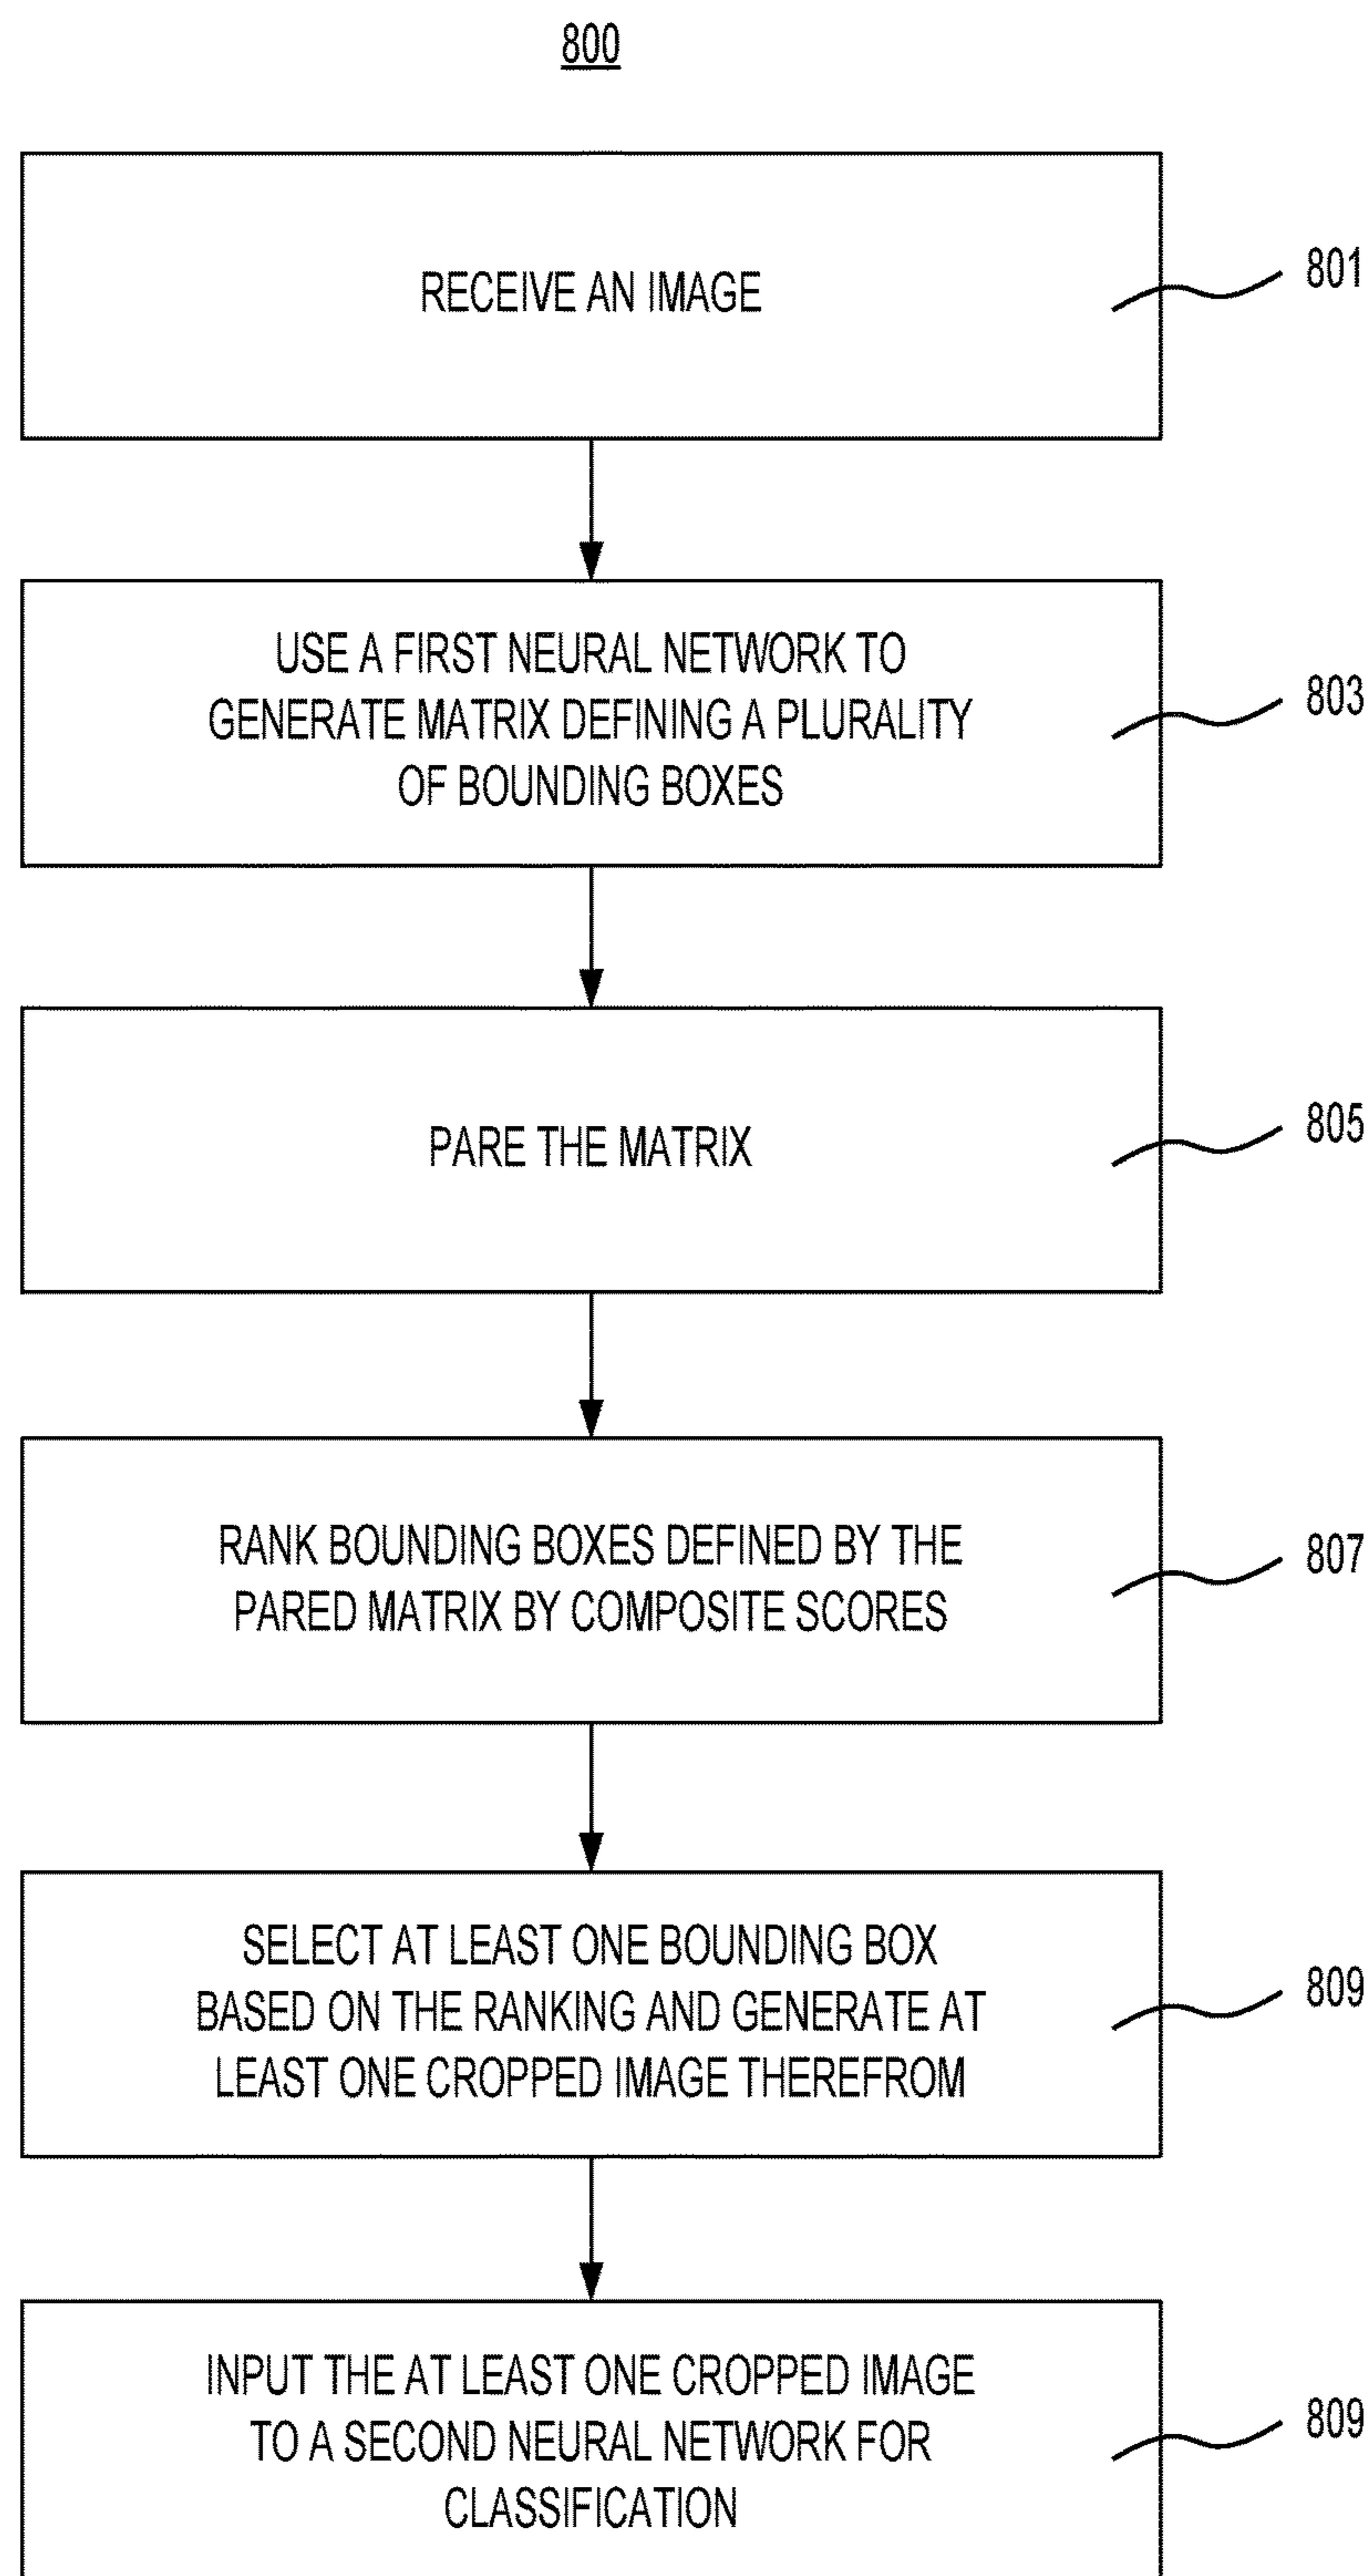 800
RECEIVE AN IMAGE
801
USE A FIRST NEURAL NETWORK TO
GENERATE MATRIX DEFINING A PLURALITY
OF BOUNDING BOXES
803
PARE THE MATRIX
805
RANK BOUNDING BOXES DEFINED BY THE
PARED MATRIX BY COMPOSITE SCORES
807
SELECT AT LEAST ONE BOUNDING BOX
BASED ON THE RANKING AND GENERATE AT
LEAST ONE CROPPED IMAGE THEREFROM
809
INPUT THE AT LEAST ONE CROPPED IMAGE
TO A SECOND NEURAL NETWORK FOR
CLASSIFICATION
809